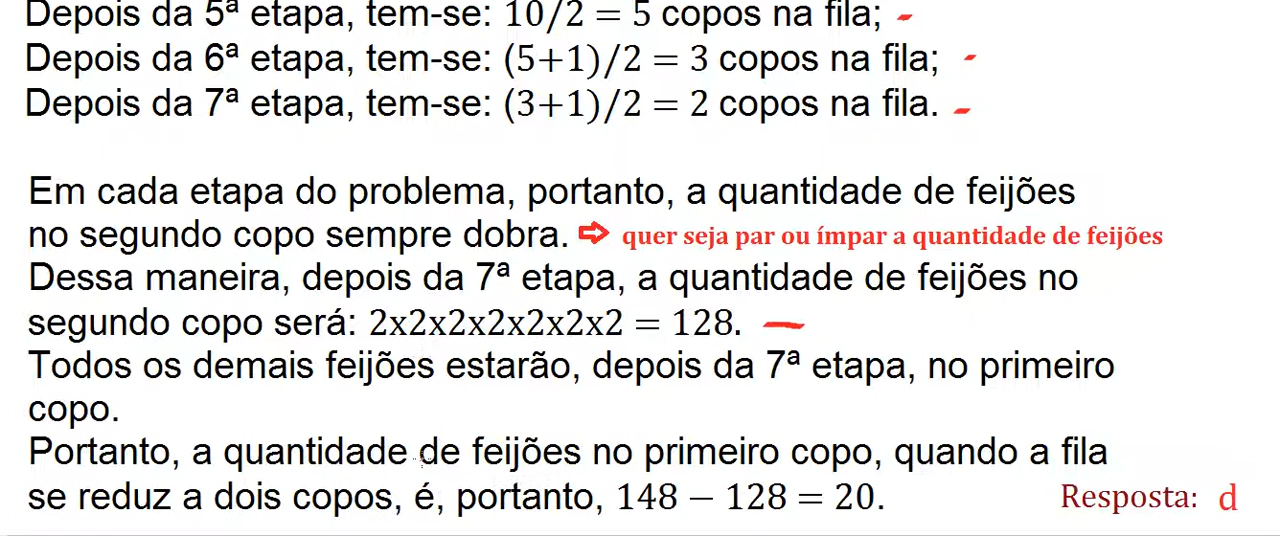 Depois da 5ª etapa, tem-se: 10/2 = 5 copos na fila;
Depois da 6ª etapa, tem-se: (5+1)/2 = 3 copos na fila;
Depois da 7ª etapa, tem-se: (3+1)/2 = 2 copos na fila.
Em cada etapa do problema, portanto, a quantidade de feijões
no segundo copo sempre dobra. ⇨ quer seja par ou ímpar a quantidade de feijões
Dessa maneira, depois da 7ª etapa, a quantidade de feijões no
segundo copo será: 2x2x2x2x2x2x2 = 128.
Todos os demais feijões estarão, depois da 7ª etapa, no primeiro
copo.
Portanto, a quantidade de feijões no primeiro copo, quando a fila
se reduz a dois copos, é, portanto, 148 − 128 = 20. Resposta: d